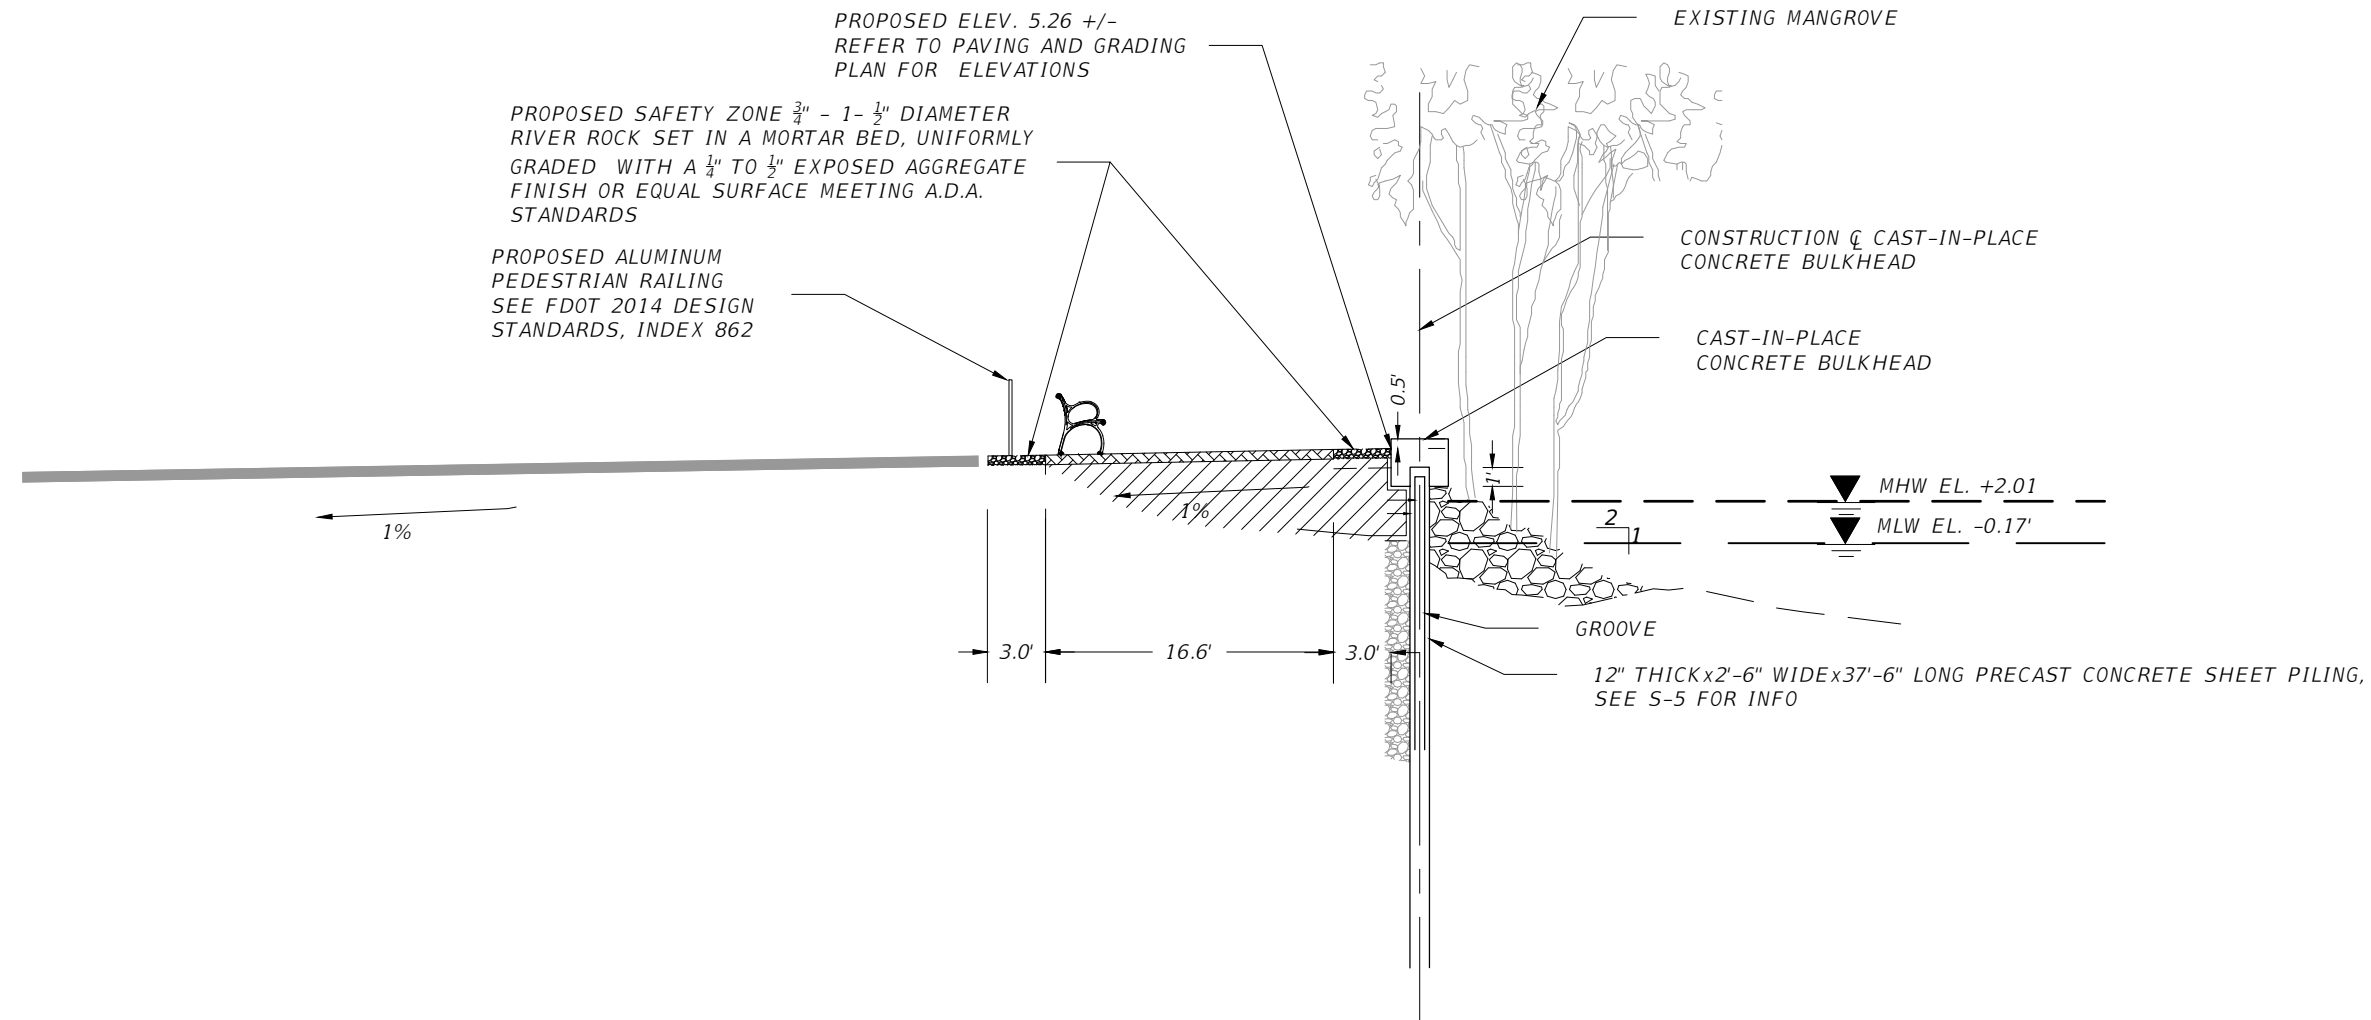 PROPOSED ELEV. 5.26 +/-
REFER TO PAVING AND GRADING
PLAN FOR ELEVATIONS
EXISTING MANGROVE
PROPOSED SAFETY ZONE 3/4" - 1- 1/2" DIAMETER
RIVER ROCK SET IN A MORTAR BED, UNIFORMLY
GRADED WITH A 1/4" TO 1/2" EXPOSED AGGREGATE
FINISH OR EQUAL SURFACE MEETING A.D.A.
STANDARDS
PROPOSED ALUMINUM
PEDESTRIAN RAILING
SEE FDOT 2014 DESIGN
STANDARDS, INDEX 862
CONSTRUCTION ℄ CAST-IN-PLACE
CONCRETE BULKHEAD
CAST-IN-PLACE
CONCRETE BULKHEAD
0.5'
1'
MHW EL. +2.01
MLW EL. -0.17'
2
1
1%
1%
GROOVE
3.0'
16.6'
3.0'
12" THICKx2'-6" WIDEx37'-6" LONG PRECAST CONCRETE SHEET PILING,
SEE S-5 FOR INFO